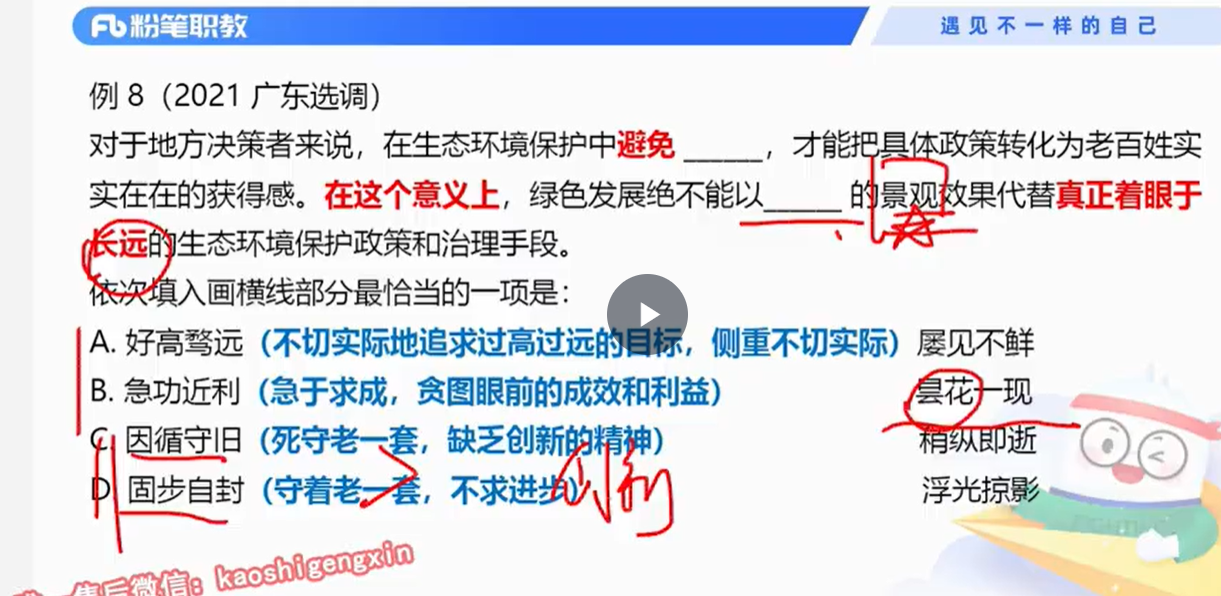 粉笔职教
遇见不一样的自己
例 8（2021 广东选调）
对于地方决策者来说，在生态环境保护中避免 ______，才能把具体政策转化为老百姓实
实在在的获得感。在这个意义上，绿色发展绝不能以______ 的景观效果代替真正着眼于
长远的生态环境保护政策和治理手段。
依次填入画横线部分最恰当的一项是：
A. 好高骛远（不切实际地追求过高过远的目标，侧重不切实际） 屡见不鲜
B. 急功近利（急于求成，贪图眼前的成效和利益） 昙花一现
C. 因循守旧（死守老一套，缺乏创新的精神） 稍纵即逝
D. 固步自封（守着老一套，不求进步） 浮光掠影
售后微信：kaoshigengxin